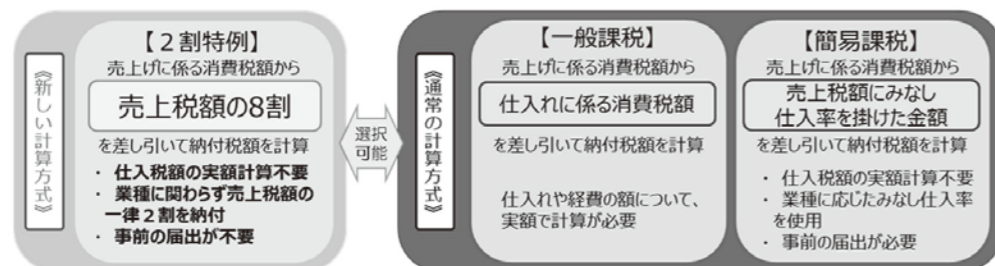 《新しい計算方式》
【２割特例】
売上げに係る消費税額から
売上税額の8割
を差し引いて納付税額を計算
・ 仕入税額の実額計算不要
・ 業種に関わらず売上税額の
一律２割を納付
・ 事前の届出が不要
選択
可能
《通常の計算方式》
【一般課税】
売上げに係る消費税額から
仕入れに係る消費税額
を差し引いて納付税額を計算
仕入れや経費の額について、
実額で計算が必要
【簡易課税】
売上げに係る消費税額から
売上税額にみなし
仕入率を掛けた金額
を差し引いて納付税額を計算
・ 仕入税額の実額計算不要
・ 業種に応じたみなし仕入率
を使用
・ 事前の届出が必要